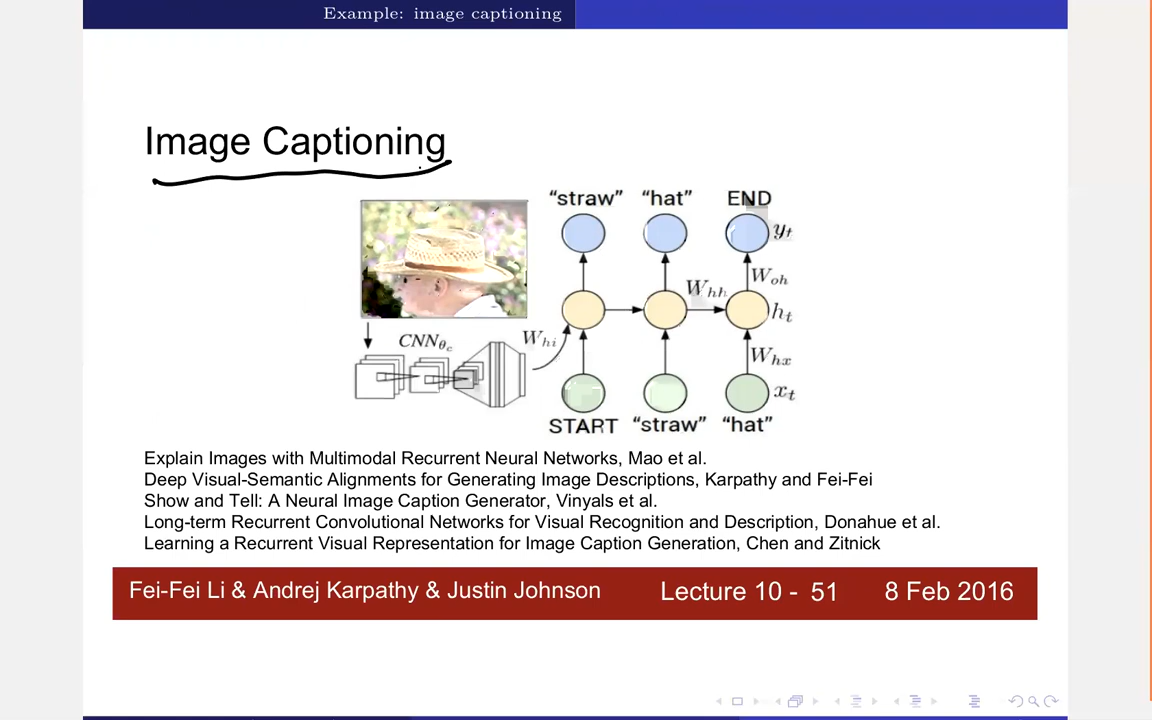 Example: image captioning
Image Captioning
"straw" "hat" END
yt
Woh
Whh
ht
CNNθc
Whi
Whx
xt
START "straw" "hat"
Explain Images with Multimodal Recurrent Neural Networks, Mao et al.
Deep Visual-Semantic Alignments for Generating Image Descriptions, Karpathy and Fei-Fei
Show and Tell: A Neural Image Caption Generator, Vinyals et al.
Long-term Recurrent Convolutional Networks for Visual Recognition and Description, Donahue et al.
Learning a Recurrent Visual Representation for Image Caption Generation, Chen and Zitnick
Fei-Fei Li & Andrej Karpathy & Justin Johnson Lecture 10 - 51 8 Feb 2016